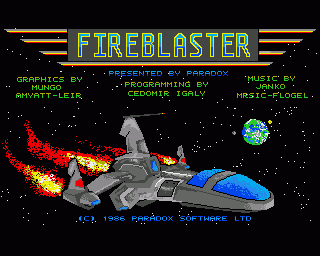 FIREBLASTER
PRESENTED BY PARADOX
GRAPHICS BY
MUNGO
AMYATT-LEIR
PROGRAMMING BY
CEDOMIR IGALY
MUSIC BY
JANKO
MRSIC-FLOGEL
(C) 1986 PARADOX SOFTWARE LTD